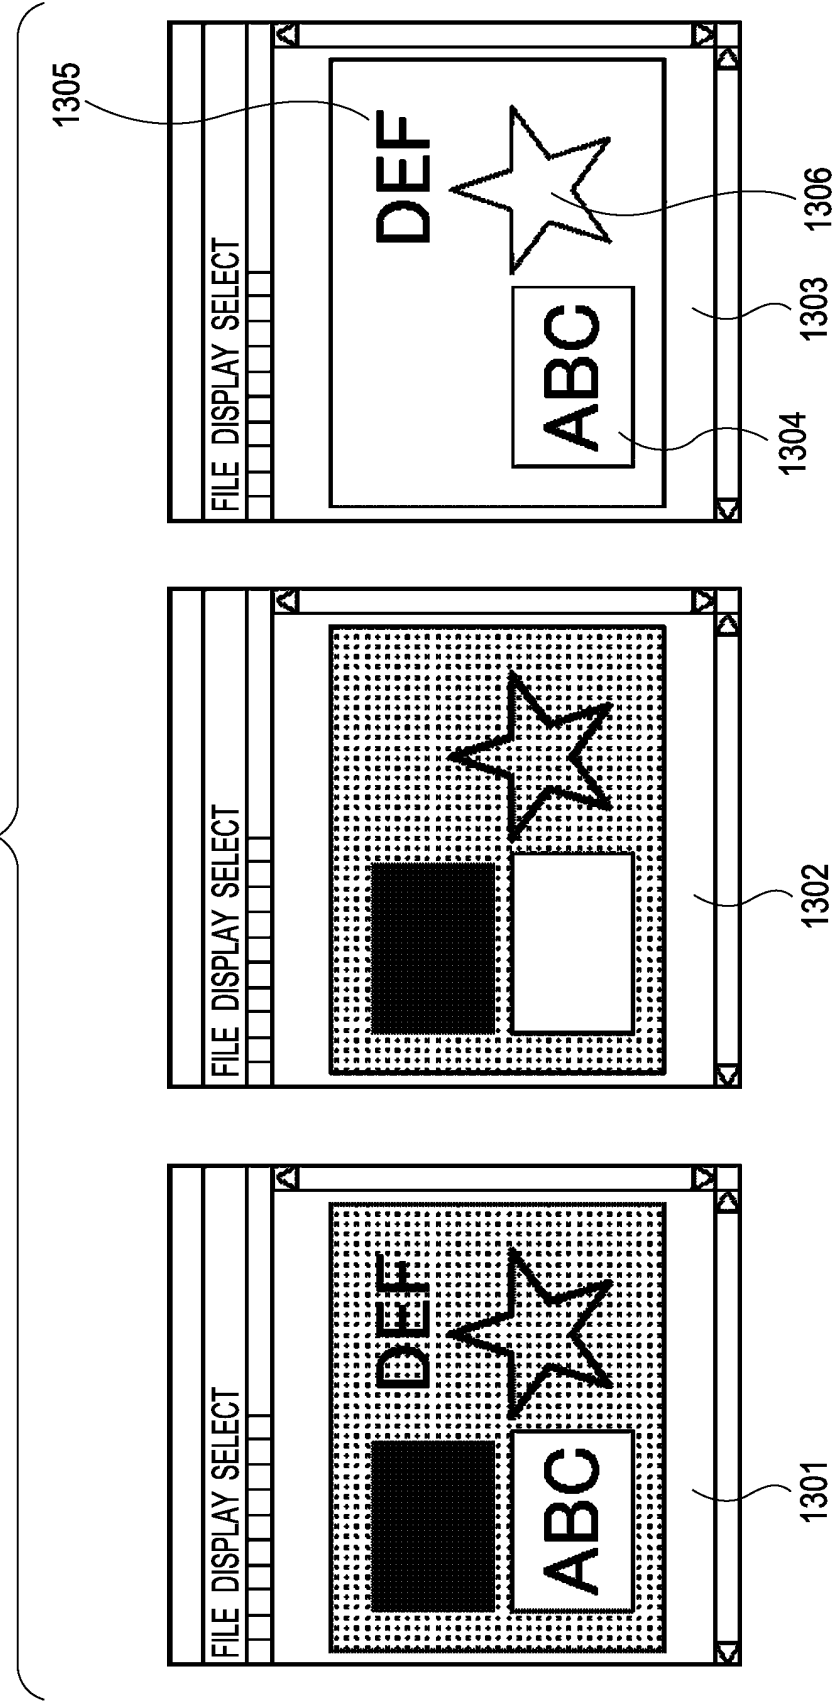 FILE DISPLAY SELECT
DEF
ABC
1301
FILE DISPLAY SELECT
1302
FILE DISPLAY SELECT
1305
DEF
ABC
1304
1303
1306